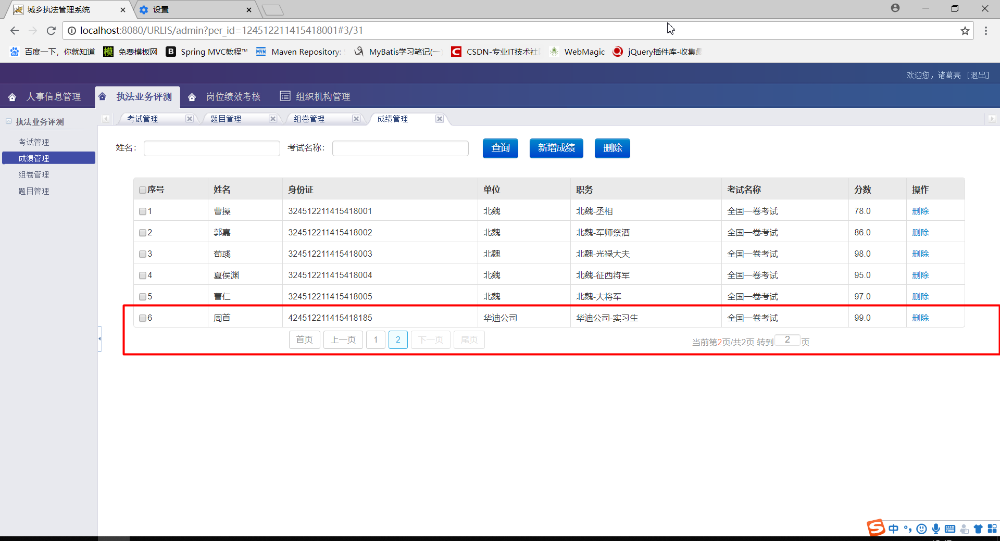 城乡执法管理系统
设置
localhost:8080/URLIS/admin?per_id=124512211415418001#3/31
百度一下，你就知道 免费模板网 Spring MVC教程™ Maven Repository: MyBatis学习笔记(一) CSDN-专业IT技术社 WebMagic jQuery插件库-收集最
欢迎您，诸葛亮 [退出]
人事信息管理 执法业务评测 岗位绩效考核 组织机构管理
执法业务评测
考试管理
成绩管理
组卷管理
题目管理
考试管理 题目管理 组卷管理 成绩管理
姓名： 考试名称： 查询 新增成绩 删除
序号 姓名 身份证 单位 职务 考试名称 分数 操作
1 曹操 324512211415418001 北魏 北魏-丞相 全国一卷考试 78.0 删除
2 郭嘉 324512211415418002 北魏 北魏-军师祭酒 全国一卷考试 86.0 删除
3 荀彧 324512211415418003 北魏 北魏-光禄大夫 全国一卷考试 98.0 删除
4 夏侯渊 324512211415418004 北魏 北魏-征西将军 全国一卷考试 95.0 删除
5 曹仁 324512211415418005 北魏 北魏-大将军 全国一卷考试 97.0 删除
6 周首 424512211415418185 华迪公司 华迪公司-实习生 全国一卷考试 99.0 删除
首页 上一页 1 2 下一页 尾页 当前第2页/共2页 转到 2 页
中